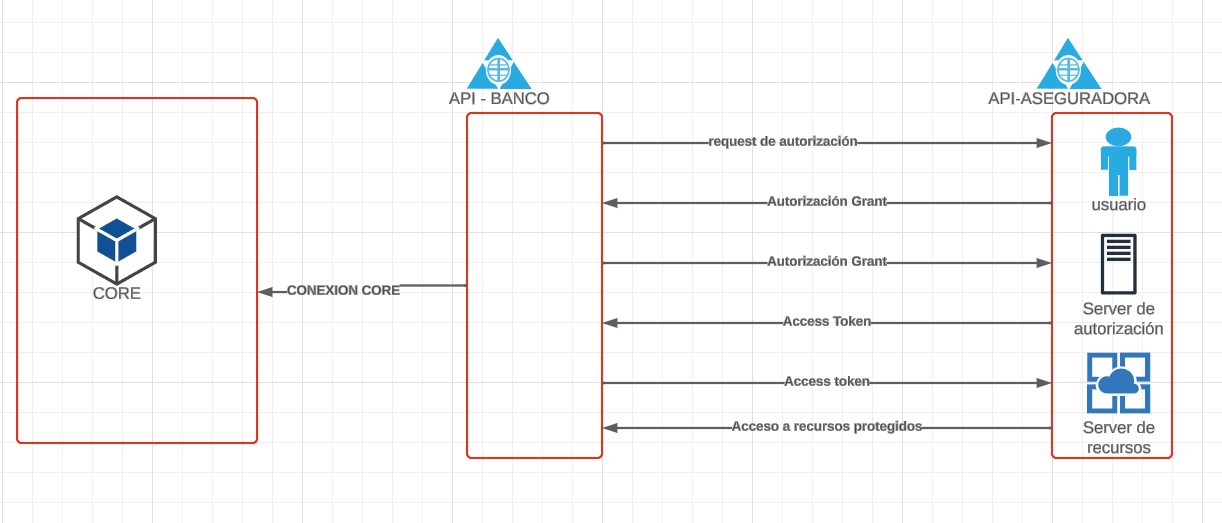 API - BANCO
API-ASEGURADORA
request de autorización
usuario
Autorización Grant
Autorización Grant
CORE
CONEXION CORE
Server de
autorización
Access Token
Access token
Acceso a recursos protegidos
Server de
recursos